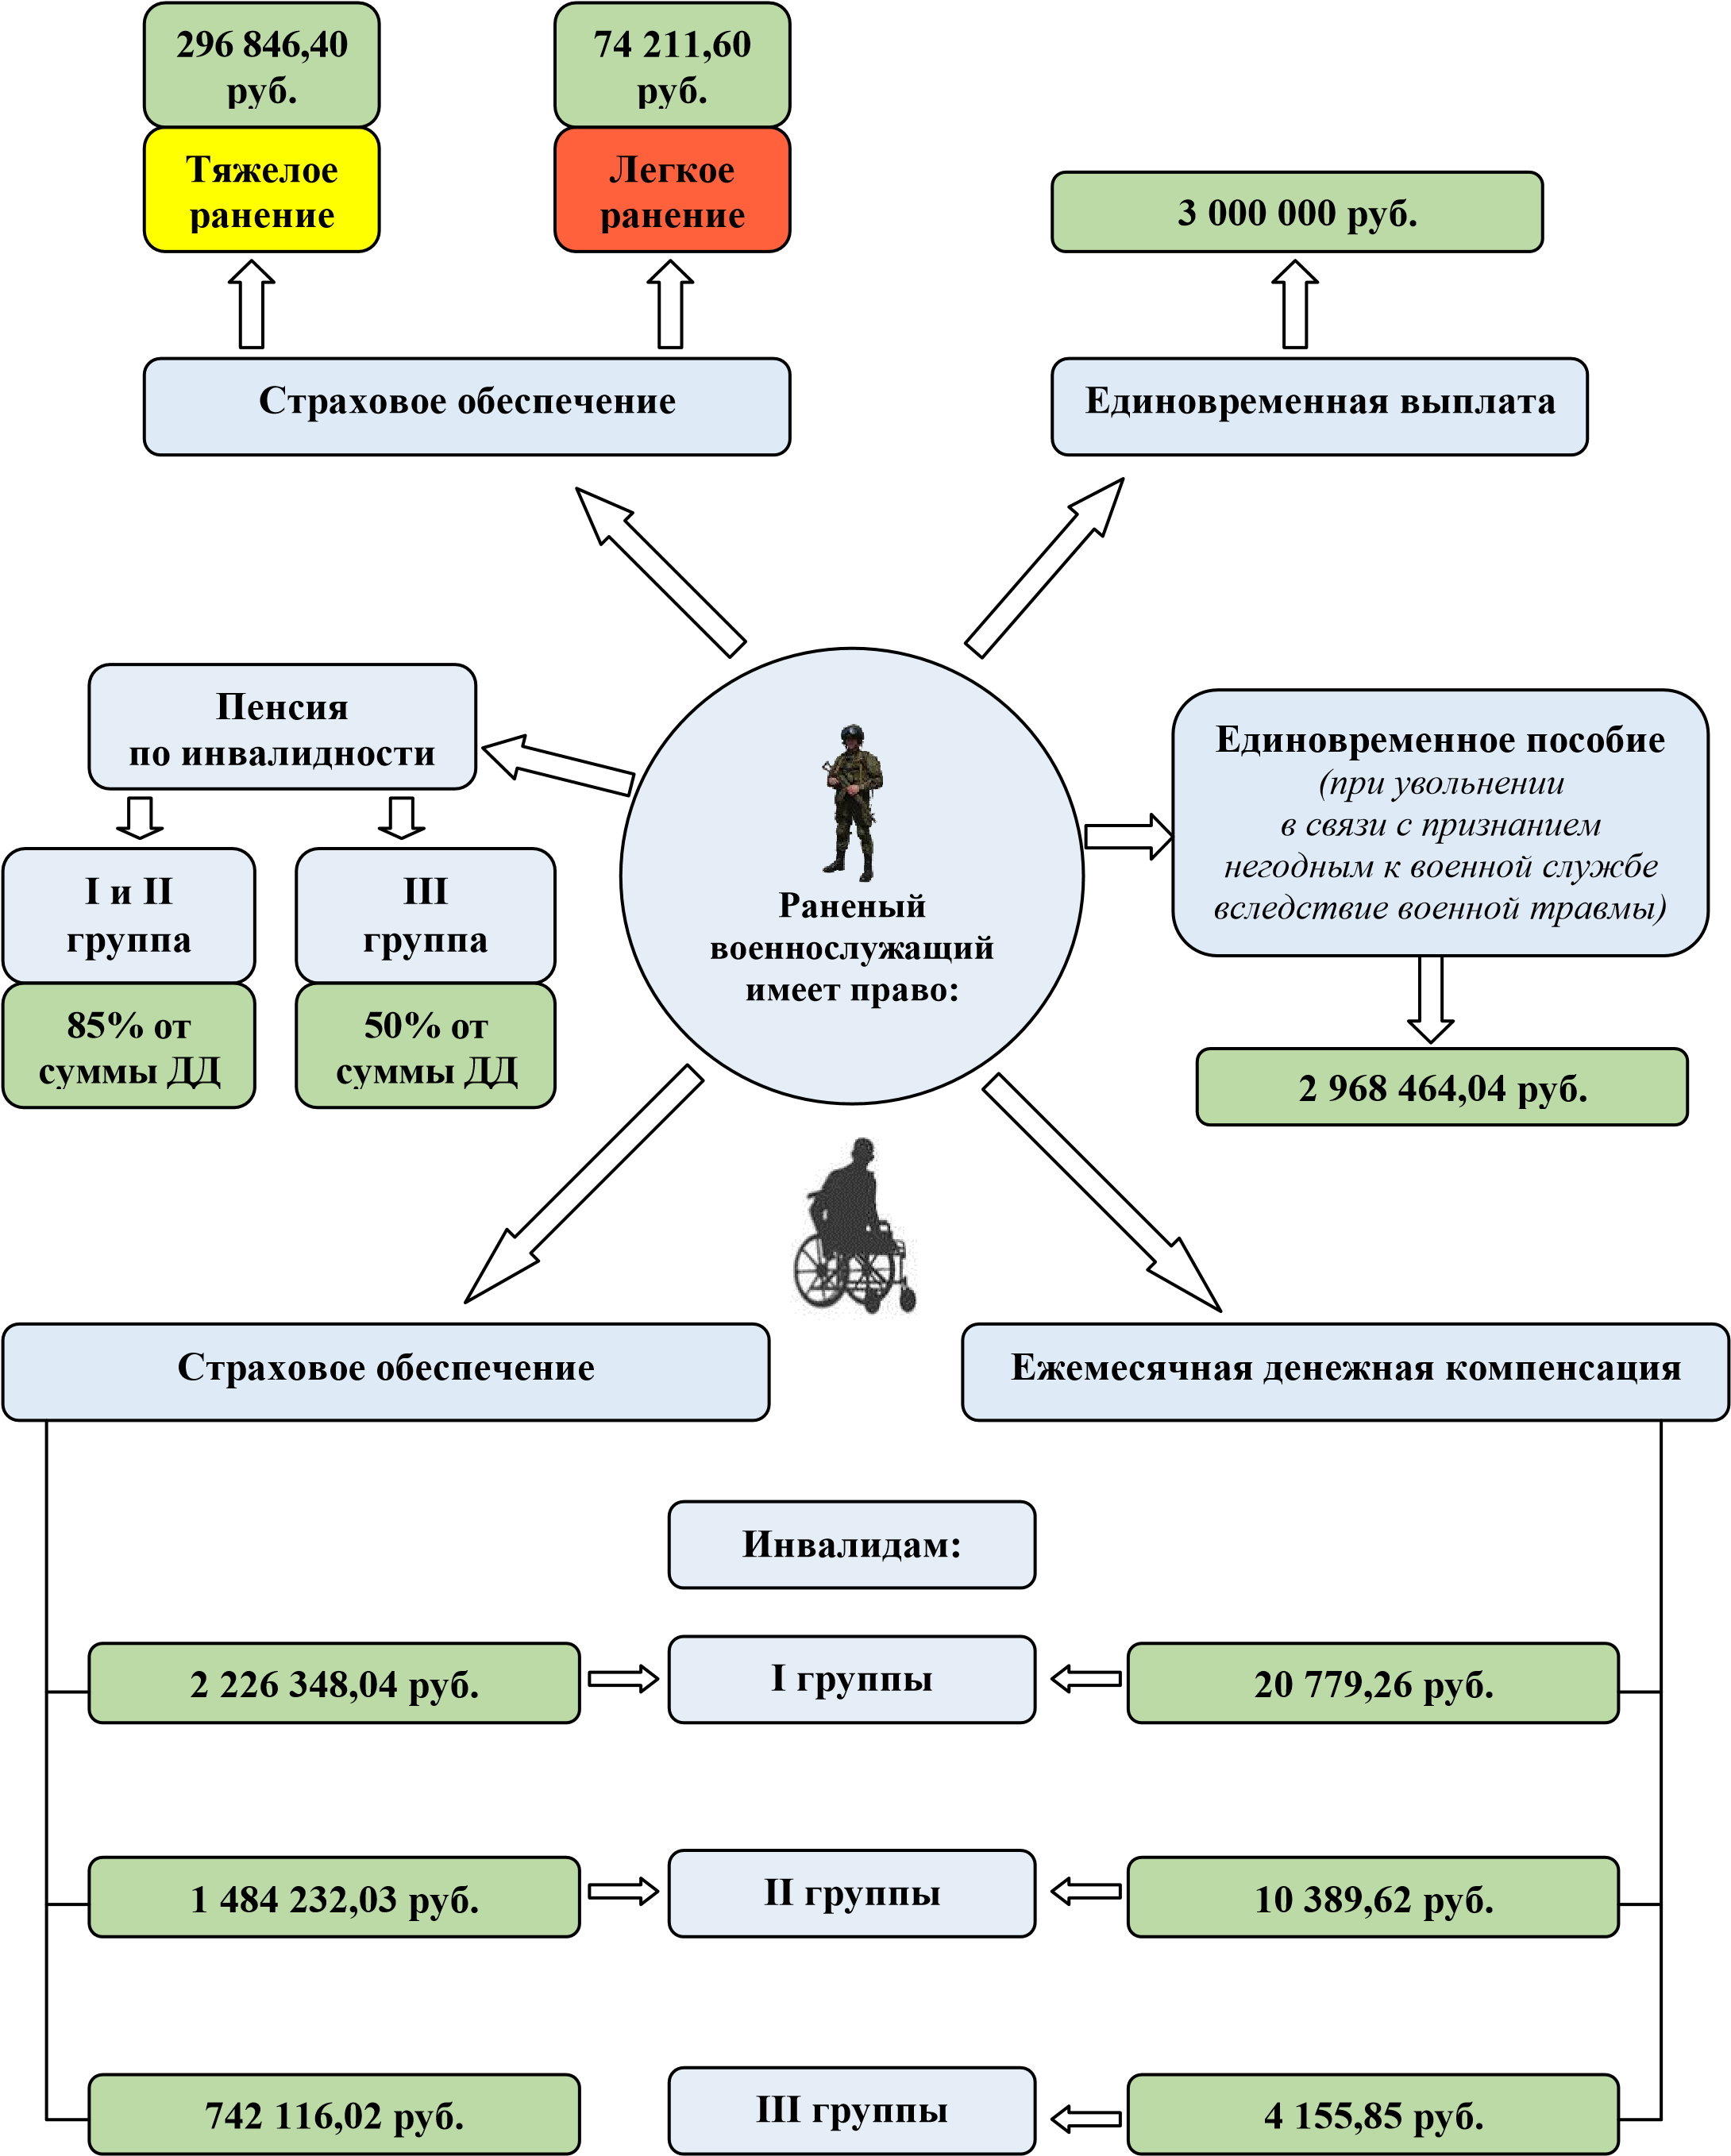 296 846,40
руб.
Тяжелое
ранение
74 211,60
руб.
Легкое
ранение
3 000 000 руб.
Страховое обеспечение
Единовременная выплата
Пенсия
по инвалидности
I и II
группа
85% от
суммы ДД
III
группа
50% от
суммы ДД
Раненый
военнослужащий
имеет право:
Единовременное пособие
(при увольнении
в связи с признанием
негодным к военной службе
вследствие военной травмы)
2 968 464,04 руб.
Страховое обеспечение
Ежемесячная денежная компенсация
Инвалидам:
2 226 348,04 руб.
I группы
20 779,26 руб.
1 484 232,03 руб.
II группы
10 389,62 руб.
742 116,02 руб.
III группы
4 155,85 руб.